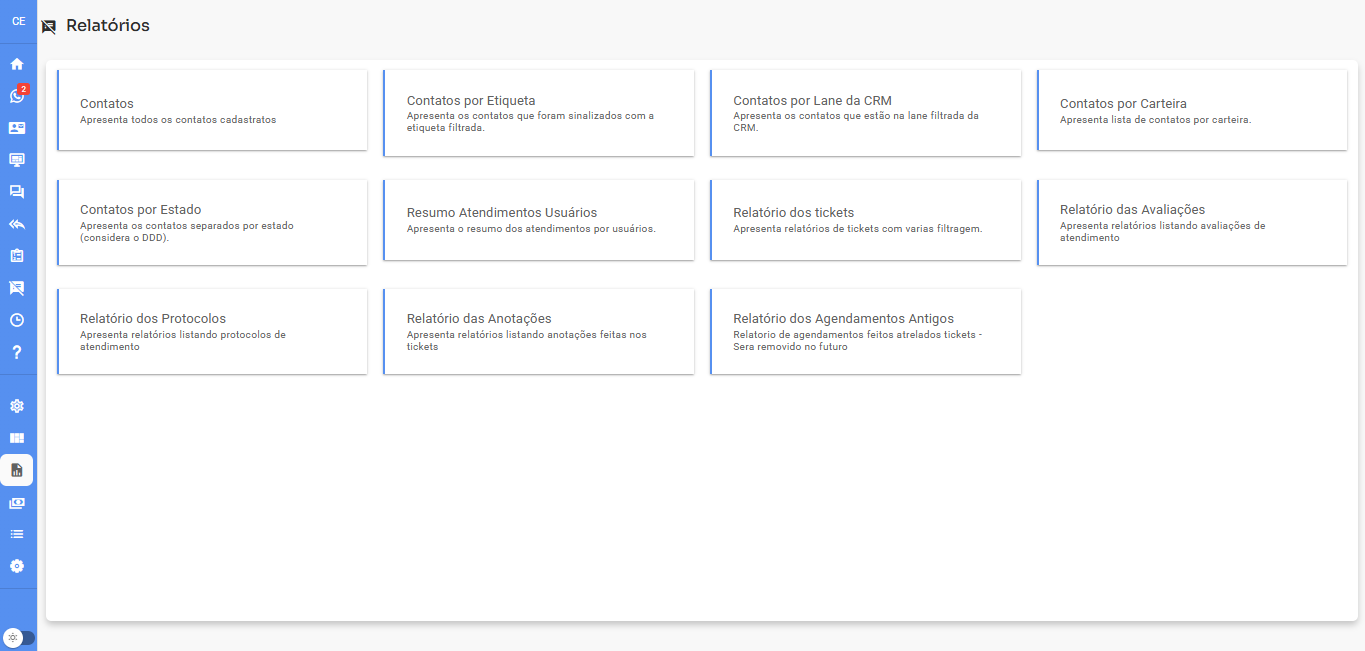 CE
Relatórios
2
Contatos
Apresenta todos os contatos cadastratos
Contatos por Etiqueta
Apresenta os contatos que foram sinalizados com a
etiqueta filtrada.
Contatos por Lane da CRM
Apresenta os contatos que estão na lane filtrada da
CRM.
Contatos por Carteira
Apresenta lista de contatos por carteira.
Contatos por Estado
Apresenta os contatos separados por estado
(considera o DDD).
Resumo Atendimentos Usuários
Apresenta o resumo dos atendimentos por usuários.
Relatório dos tickets
Apresenta relatórios de tickets com varias filtragem.
Relatório das Avaliações
Apresenta relatórios listando avaliações de
atendimento
Relatório dos Protocolos
Apresenta relatórios listando protocolos de
atendimento
Relatório das Anotações
Apresenta relatórios listando anotações feitas nos
tickets
Relatório dos Agendamentos Antigos
Relatorio de agendamentos feitos atrelados tickets -
Sera removido no futuro